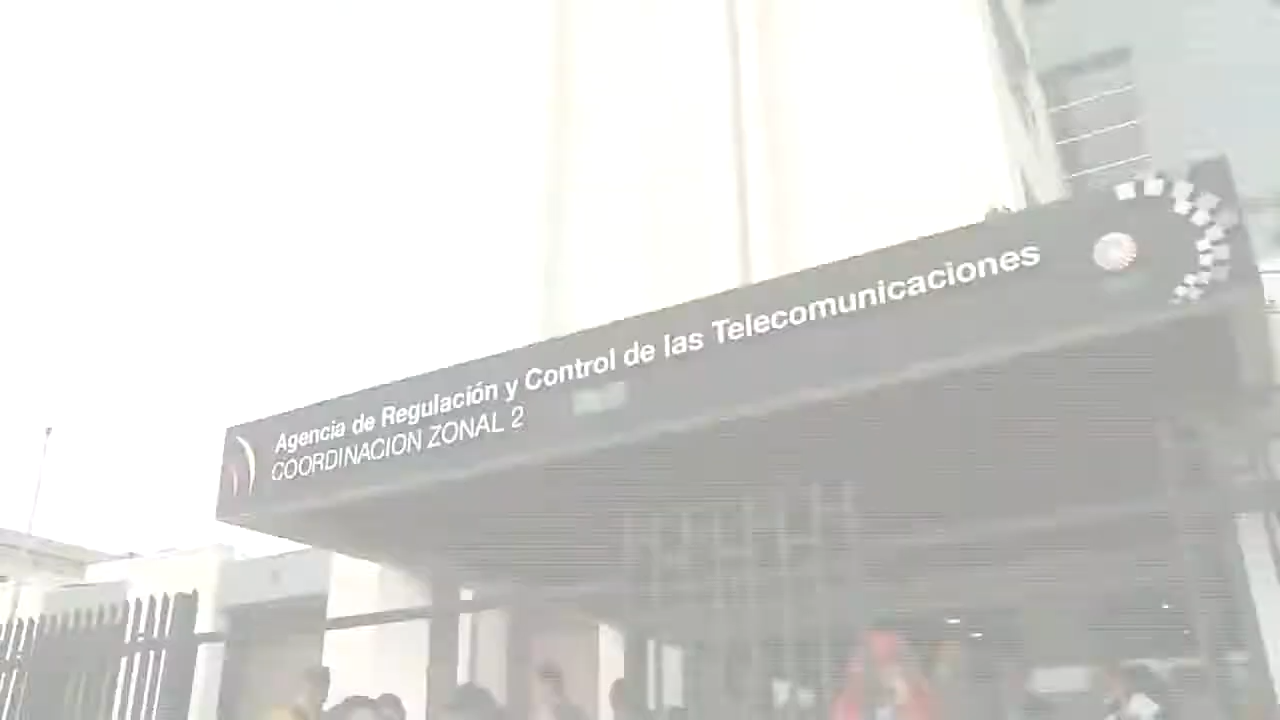 Agencia de Regulación y Control de las Telecomunicaciones
COORDINACION ZONAL 2